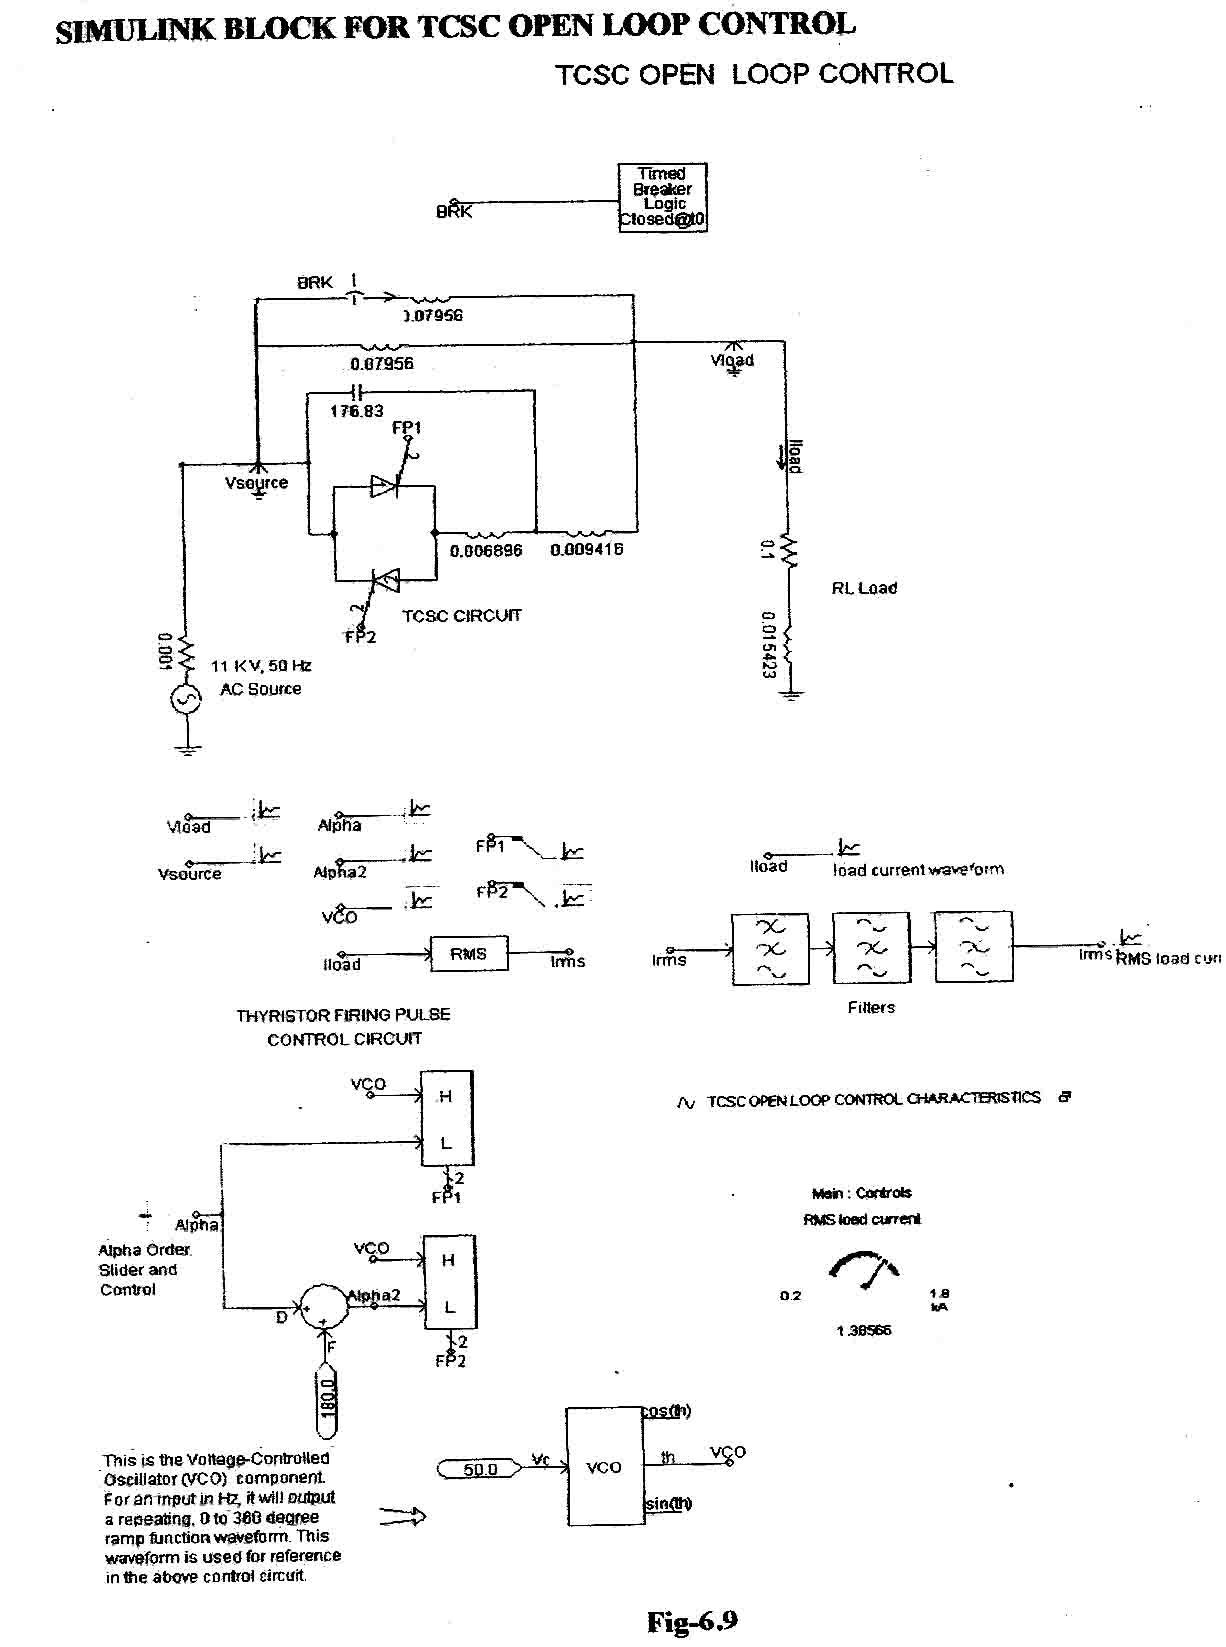 SIMULINK BLOCK FOR TCSC OPEN LOOP CONTROL
TCSC OPEN LOOP CONTROL
Timed
Breaker
Logic
Closed@t0
BRK
BRK
0.07956
0.07956
Vload
176.83
FP1
2
Iload
Vsource
0.006896
0.009416
0.1
RL Load
2
TCSC CIRCUIT
FP2
0.015423
0.001
11 KV, 50 Hz
AC Source
Vload
Alpha
FP1
Vsource
Alpha2
FP2
VCO
Iload
load current waveform
Iload
RMS
Irms
Irms
Irms
RMS load curr
Filters
THYRISTOR FIRING PULSE
CONTROL CIRCUIT
VCO
H
L
2
FP1
TCSC OPEN LOOP CONTROL CHARACTERISTICS
Main : Controls
RMS load current
Alpha
Alpha Order
Slider and
Control
VCO
H
L
Alpha2
D
F
2
FP2
180.0
0.2
1.8
kA
1.38566
This is the Voltage-Controlled
Oscillator (VCO) component.
For an input in Hz, it will output
a repeating, 0 to 360 degree
ramp function waveform. This
waveform is used for reference
in the above control circuit.
50.0
Vc
VCO
cos(th)
th
VCO
sin(th)
Fig-6.9